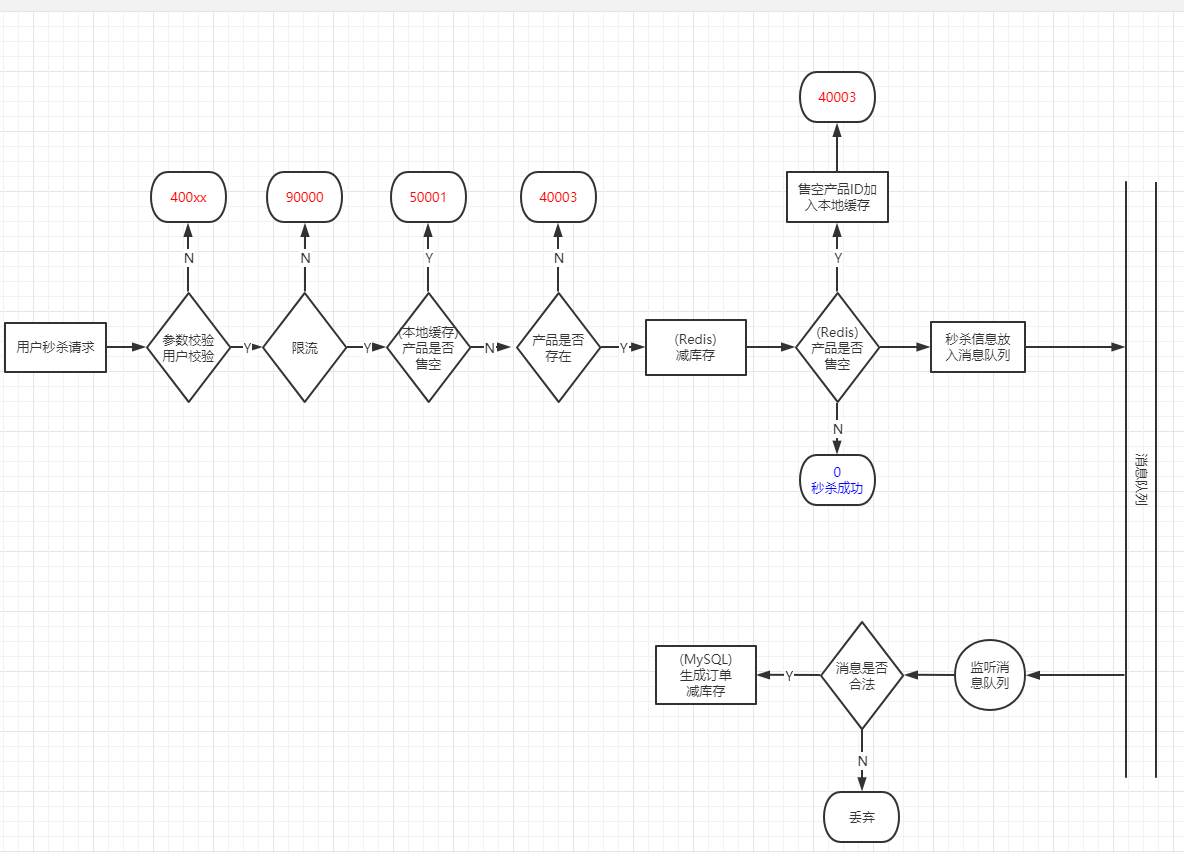 40003
售空产品ID加
入本地缓存
Y
400xx
90000
50001
40003
N
N
Y
N
用户秒杀请求
参数校验
用户校验
Y
限流
Y
(本地缓存)
产品是否
售空
N
产品是否
存在
Y
(Redis)
减库存
(Redis)
产品是否
售空
秒杀信息放
入消息队列
N
0
秒杀成功
消息队列
(MySQL)
生成订单
减库存
Y
消息是否
合法
监听消
息队列
N
丢弃